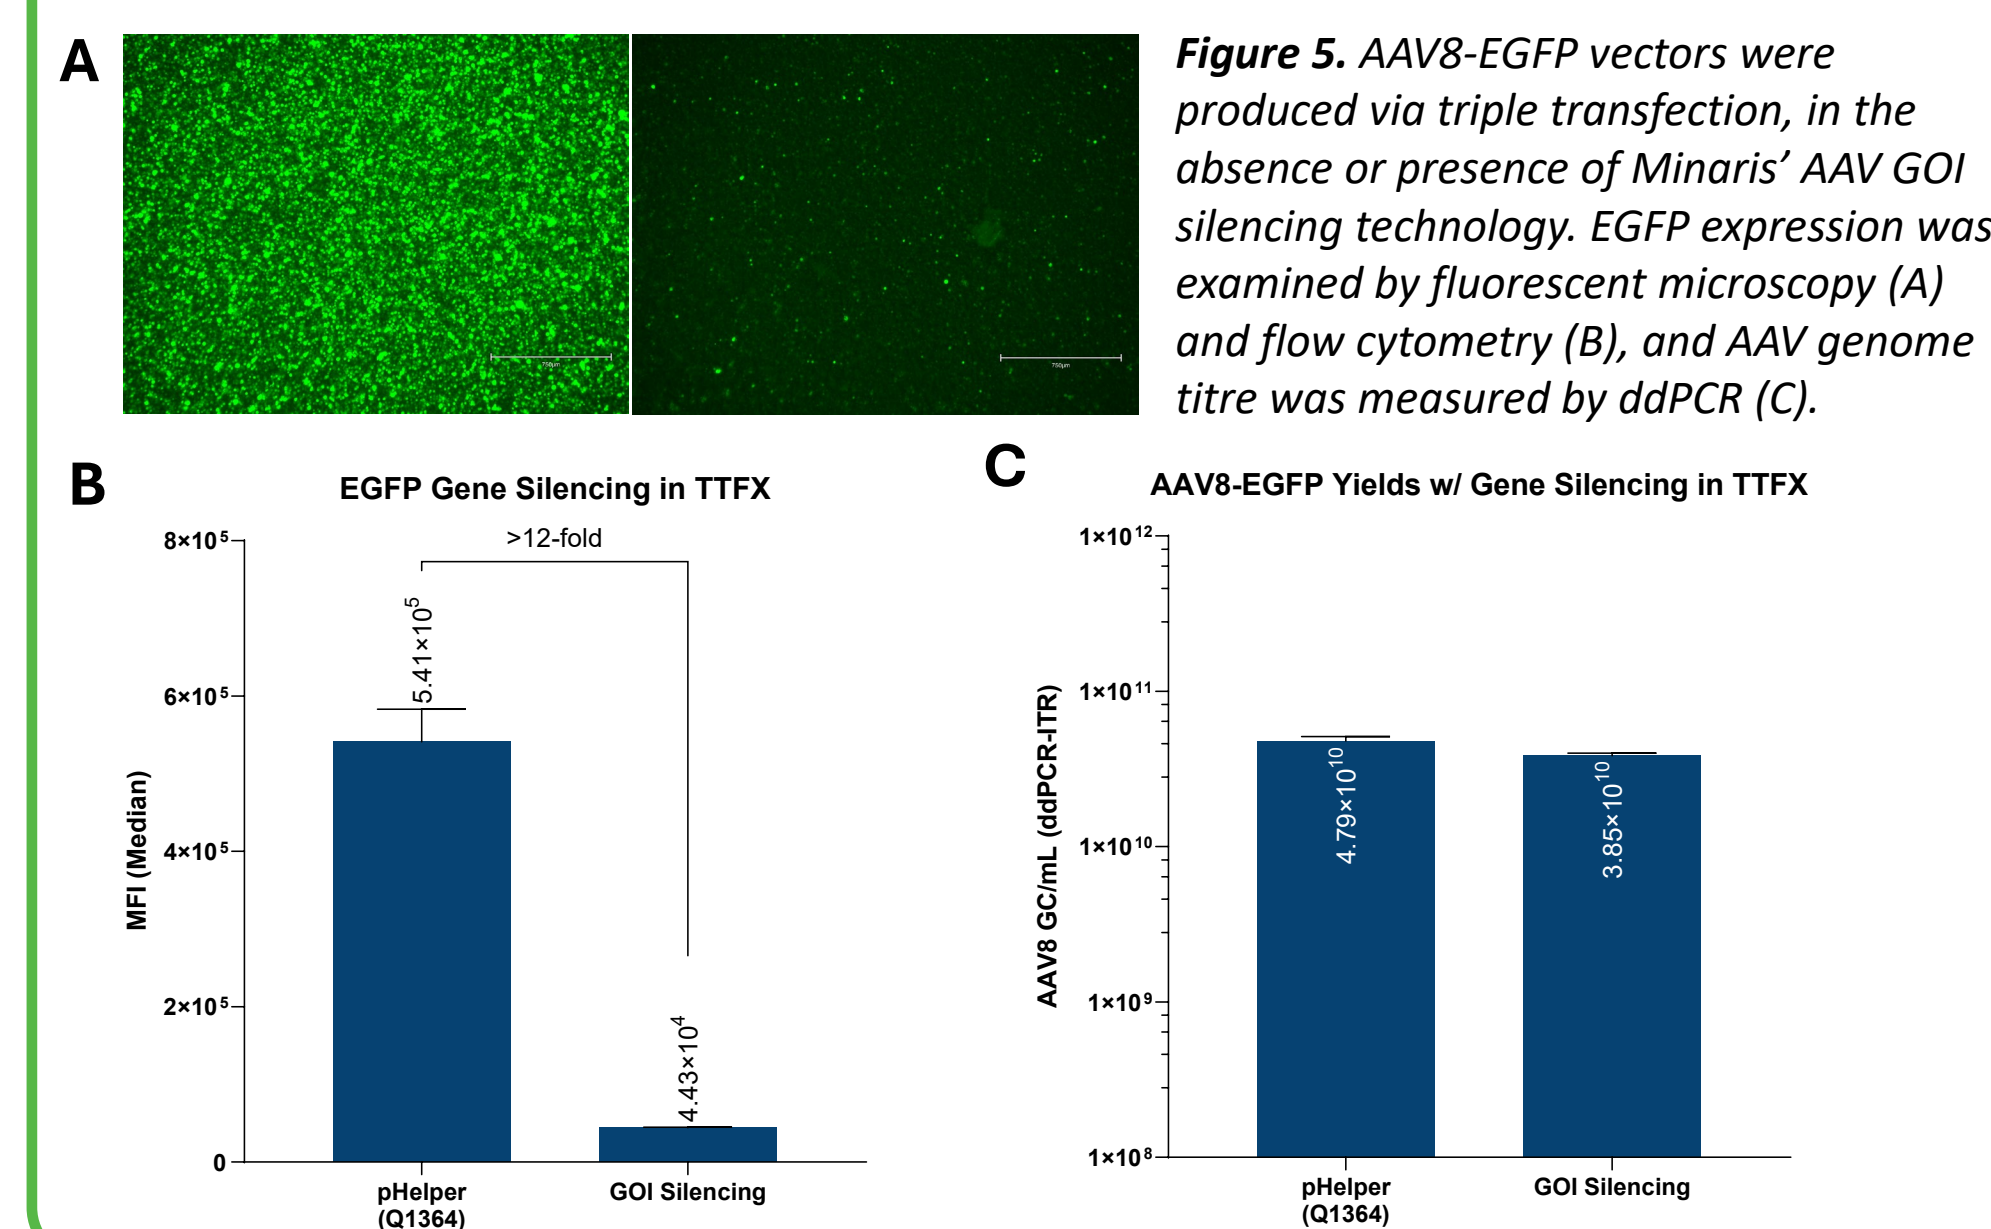 A
Figure 5. AAV8-EGFP vectors were
produced via triple transfection, in the
absence or presence of Minaris’ AAV GOI
silencing technology. EGFP expression was
examined by fluorescent microscopy (A)
and flow cytometry (B), and AAV genome
titre was measured by ddPCR (C).
750µm
750µm
B
EGFP Gene Silencing in TTFX
>12-fold
8×10⁵
6×10⁵
4×10⁵
2×10⁵
0
MFI (Median)
5.41×10⁵
4.43×10⁴
pHelper
(Q1364)
GOI Silencing
C
AAV8-EGFP Yields w/ Gene Silencing in TTFX
1×10¹²
1×10¹¹
1×10¹⁰
1×10⁹
1×10⁸
AAV8 GC/mL (ddPCR-ITR)
4.79×10¹⁰
3.85×10¹⁰
pHelper
(Q1364)
GOI Silencing